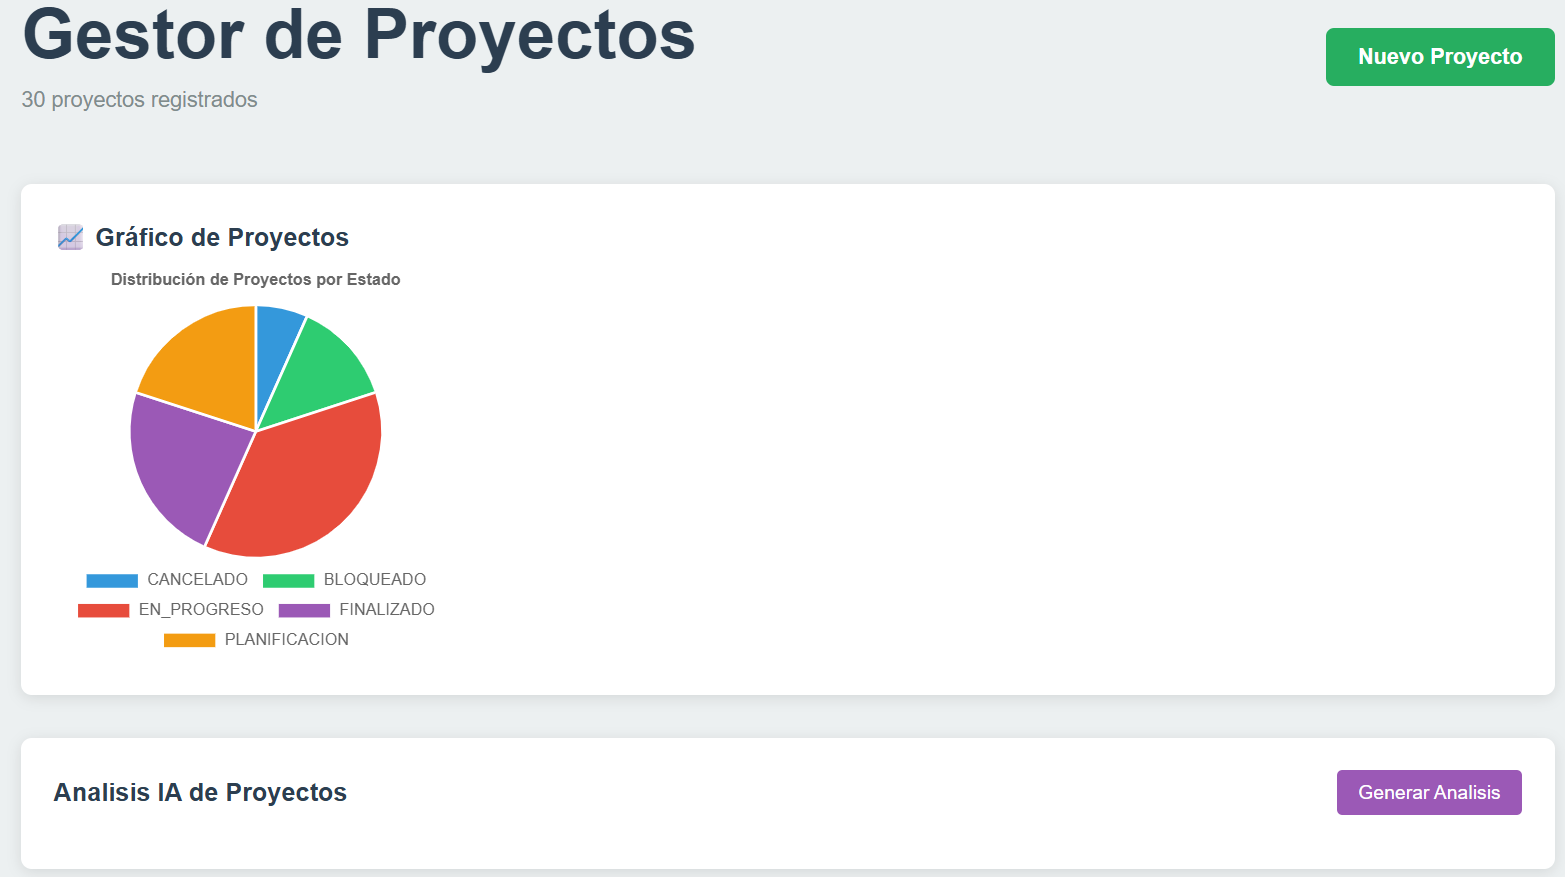 Gestor de Proyectos
Nuevo Proyecto
30 proyectos registrados
Gráfico de Proyectos
Distribución de Proyectos por Estado
CANCELADO BLOQUEADO
EN_PROGRESO FINALIZADO
PLANIFICACION
Analisis IA de Proyectos
Generar Analisis